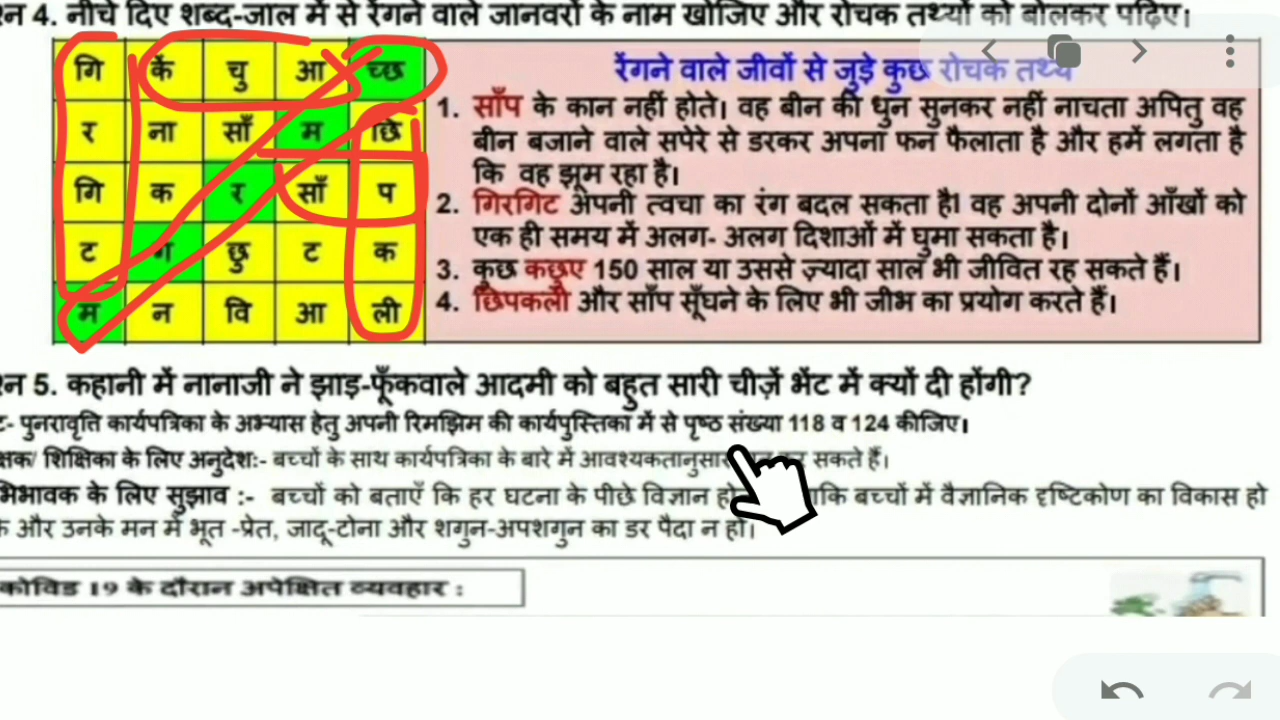 न 4. नीचे दिए शब्द-जाल में से रेंगने वाले जानवरों के नाम खोजिए और रोचक तथ्यों को बोलकर पढ़िए।
गि कें चु आ च्छ
र ना साँ म छि
गि क र साँ प
ट ग छु ट क
म न वि आ ली
रेंगने वाले जीवों से जुड़े कुछ रोचक तथ्य
1. साँप के कान नहीं होते। वह बीन की धुन सुनकर नहीं नाचता अपितु वह
बीन बजाने वाले सपेरे से डरकर अपना फन फैलाता है और हमें लगता है
कि वह झूम रहा है।
2. गिरगिट अपनी त्वचा का रंग बदल सकता है। वह अपनी दोनों आँखों को
एक ही समय में अलग- अलग दिशाओं में घुमा सकता है।
3. कुछ कछुए 150 साल या उससे ज़्यादा साल भी जीवित रह सकते हैं।
4. छिपकली और साँप सूँघने के लिए भी जीभ का प्रयोग करते हैं।
न 5. कहानी में नानाजी ने झाड़-फूँकवाले आदमी को बहुत सारी चीज़ें भेंट में क्यों दी होंगी?
- पुनरावृत्ति कार्यपत्रिका के अभ्यास हेतु अपनी रिमझिम की कार्यपुस्तिका में से पृष्ठ संख्या 118 व 124 कीजिए।
क्षक/ शिक्षिका के लिए अनुदेश:- बच्चों के साथ कार्यपत्रिका के बारे में आवश्यकतानुसार सकते हैं।
भिभावक के लिए सुझाव :- बच्चों को बताएँ कि हर घटना के पीछे विज्ञान कि बच्चों में वैज्ञानिक दृष्टिकोण का विकास हो
और उनके मन में भूत -प्रेत, जादू-टोना और शगुन-अपशगुन का डर पैदा न हो।
कोविड 19 के दौरान अपेक्षित व्यवहार :